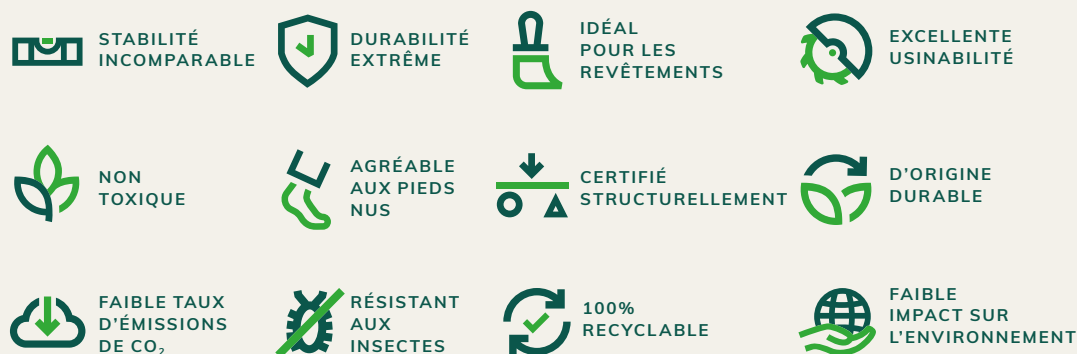 STABILITÉ
INCOMPARABLE
DURABILITÉ
EXTRÊME
IDÉAL
POUR LES
REVÊTEMENTS
EXCELLENTE
USINABILITÉ
NON
TOXIQUE
AGRÉABLE
AUX PIEDS
NUS
CERTIFIÉ
STRUCTURELLEMENT
D'ORIGINE
DURABLE
FAIBLE TAUX
D'ÉMISSIONS
DE CO₂
RÉSISTANT
AUX
INSECTES
100%
RECYCLABLE
FAIBLE
IMPACT SUR
L'ENVIRONNEMENT